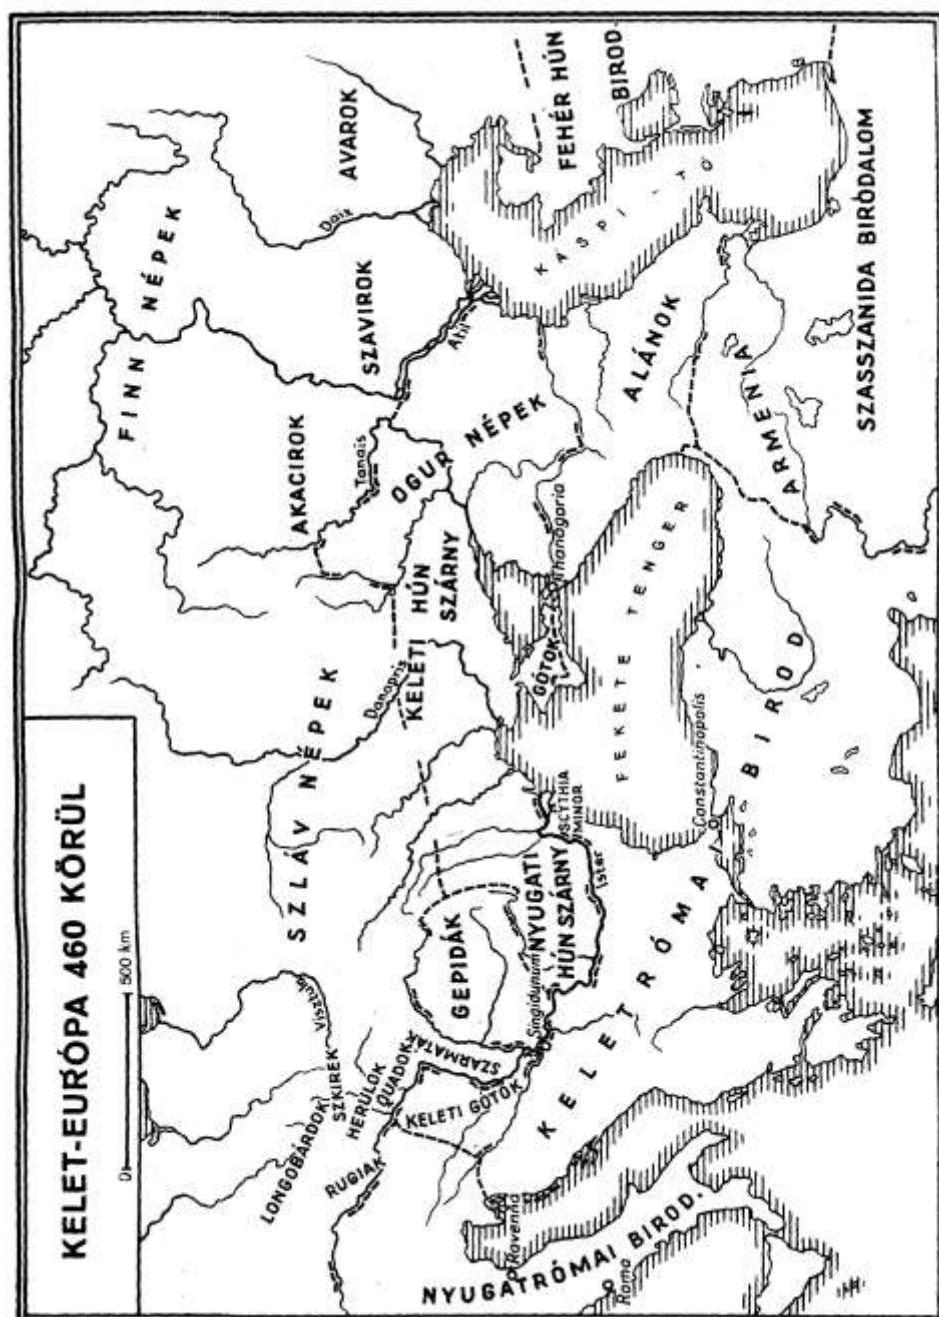 KELET-EURÓPA 460 KÖRÜL
0 500 km
FINN NÉPEK
AVAROK
Daix
FEHÉR HÚN
BIROD.
SZAVIROK
AKACIROK
Tanais
Atil
OGUR NÉPEK
KÁSPI-TÓ
ALÁNOK
ARMENIA
SZASSZANIDA BIRÓDALOM
SZLÁV NÉPEK
Danapris
KELETI HÚN
SZÁRNY
GÓTOK
Phanagoria
FEKETE TENGER
SCYTHIA
MINOR
Constantinopolis
GEPIDÁK
NYUGATI
HÚN SZÁRNY
Ister
Singidunum
Visztula
LONGOBÁRDOK
SZKIREK
HERULOK
QUÁDOK
SZARMATÁK
RUGIAK
KELETI GÓTOK
KELETRÓMAI BIROD
Ravenna
Roma
NYUGATRÓMAI BIROD.